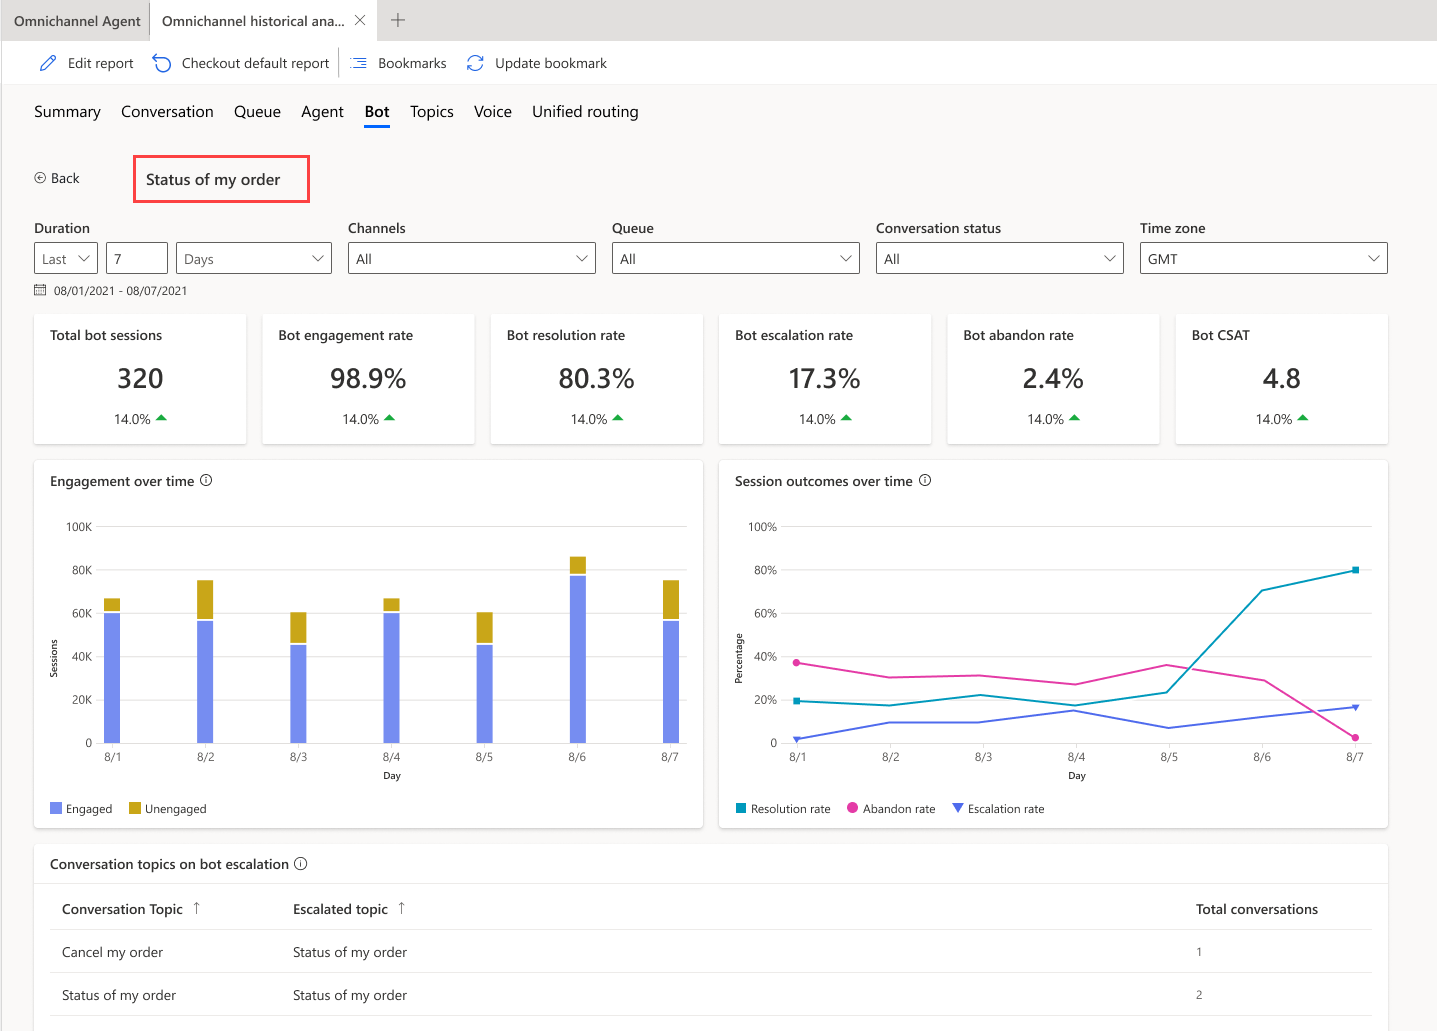 Omnichannel Agent
Omnichannel historical ana...
Edit report
Checkout default report
Bookmarks
Update bookmark
Summary
Conversation
Queue
Agent
Bot
Topics
Voice
Unified routing
Back
Status of my order
Duration
Channels
Queue
Conversation status
Time zone
Last
7
Days
All
All
All
GMT
08/01/2021 - 08/07/2021
Total bot sessions
320
14.0%
Bot engagement rate
98.9%
14.0%
Bot resolution rate
80.3%
14.0%
Bot escalation rate
17.3%
14.0%
Bot abandon rate
2.4%
14.0%
Bot CSAT
4.8
14.0%
Engagement over time
Sessions
100K
80K
60K
40K
20K
0
8/1
8/2
8/3
8/4
8/5
8/6
8/7
Day
Engaged
Unengaged
Session outcomes over time
Percentage
100%
80%
60%
40%
20%
0
8/1
8/2
8/3
8/4
8/5
8/6
8/7
Day
Resolution rate
Abandon rate
Escalation rate
Conversation topics on bot escalation
Conversation Topic
Escalated topic
Total conversations
Cancel my order
Status of my order
1
Status of my order
Status of my order
2